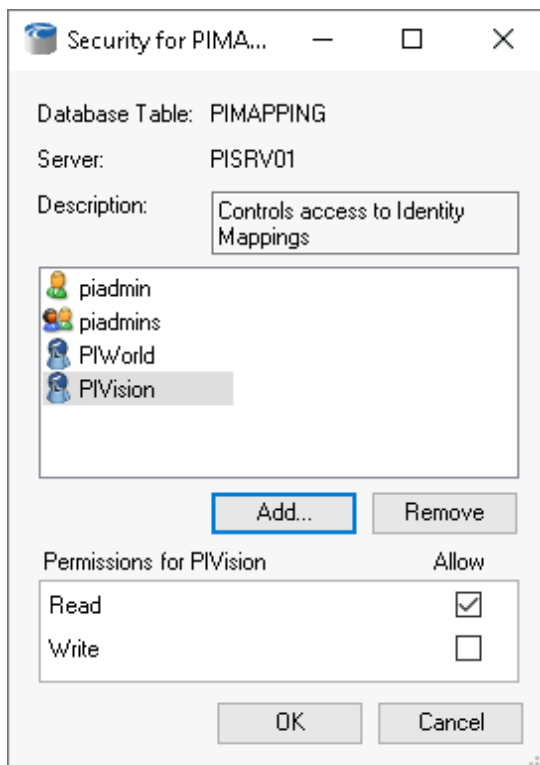 Security for PIMA...
Database Table: PIMAPPING
Server: PISRV01
Description: Controls access to Identity
Mappings
piadmin
piadmins
PIWorld
PIVision
Add... Remove
Permissions for PIVision Allow
Read
Write
OK Cancel